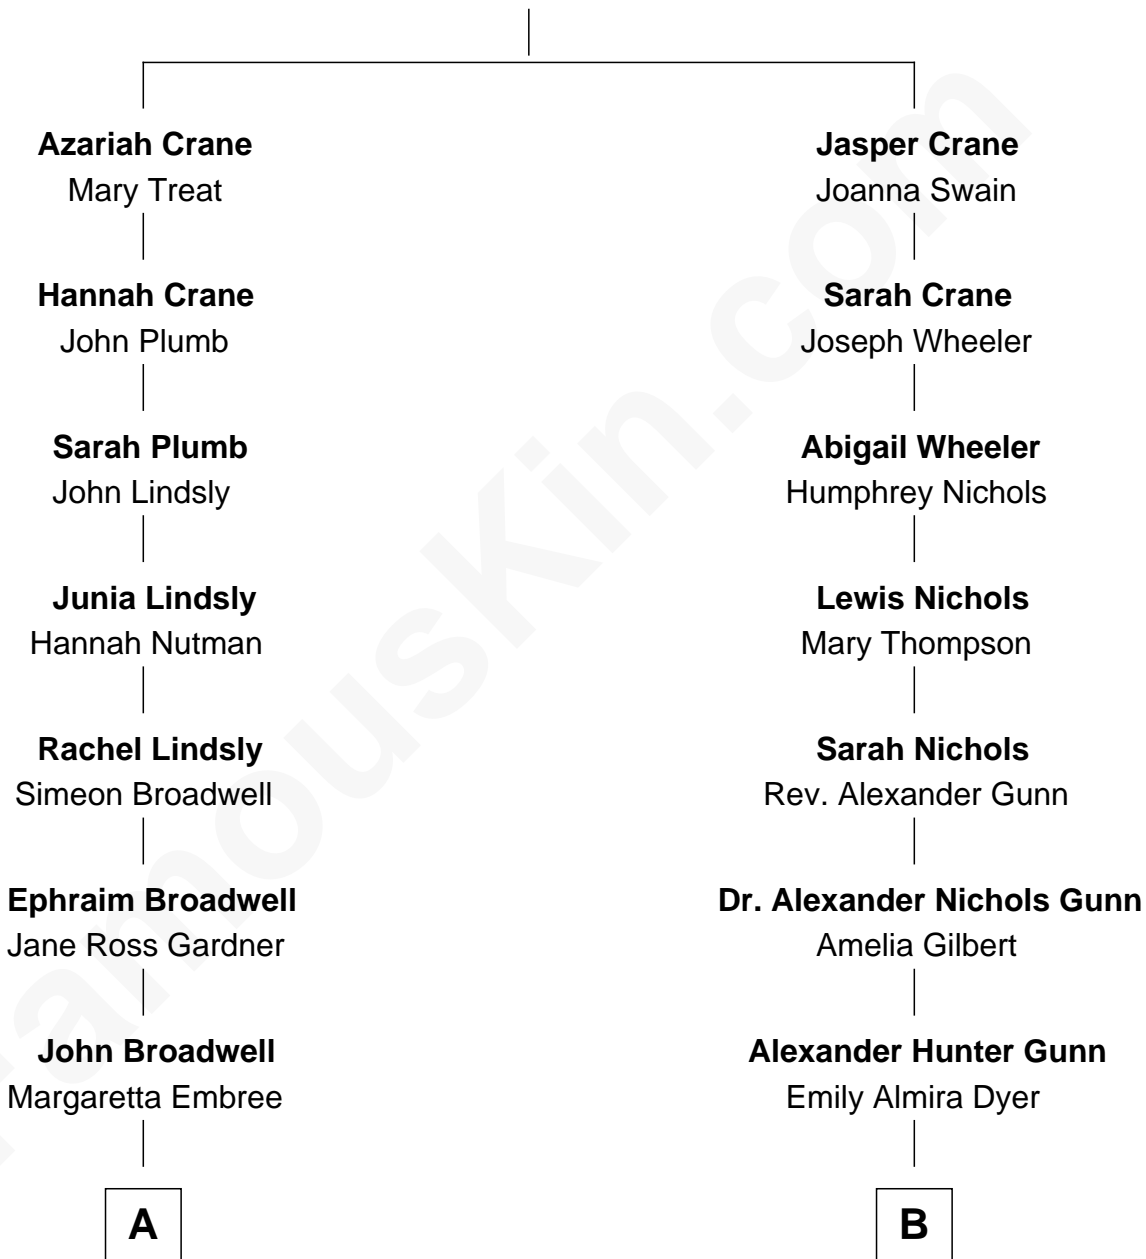 Azariah Crane
Mary Treat
Jasper Crane
Joanna Swain
Hannah Crane
John Plumb
Sarah Crane
Joseph Wheeler
Sarah Plumb
John Lindsly
Abigail Wheeler
Humphrey Nichols
Junia Lindsly
Hannah Nutman
Lewis Nichols
Mary Thompson
Rachel Lindsly
Simeon Broadwell
Sarah Nichols
Rev. Alexander Gunn
Ephraim Broadwell
Jane Ross Gardner
Dr. Alexander Nichols Gunn
Amelia Gilbert
John Broadwell
Margaretta Embree
Alexander Hunter Gunn
Emily Almira Dyer
A
B
FamousKin.com